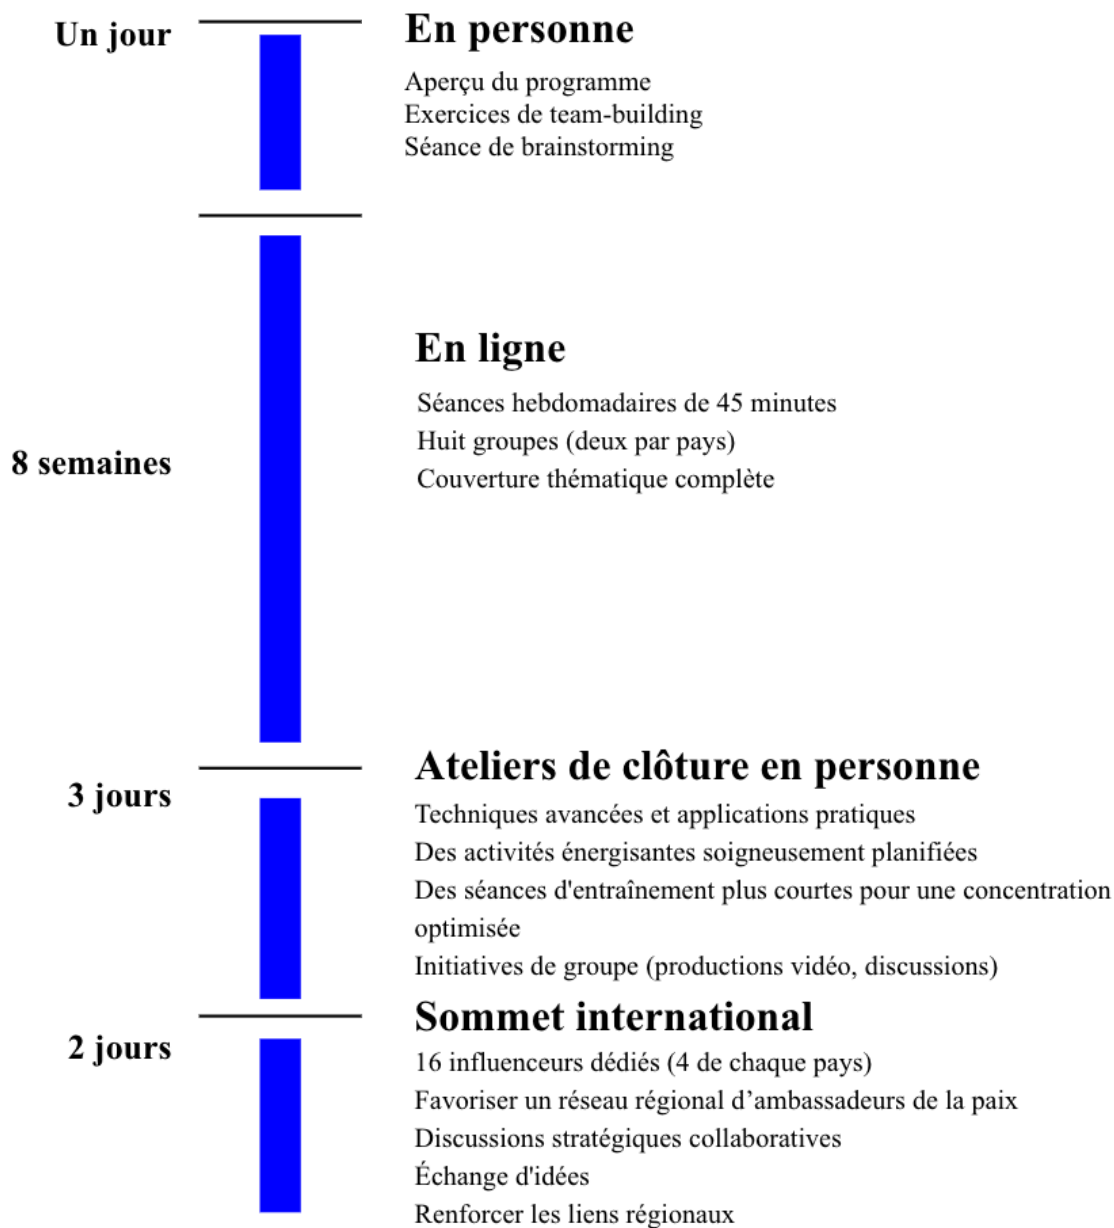 Un jour
En personne
Aperçu du programme
Exercices de team-building
Séance de brainstorming
8 semaines
En ligne
Séances hebdomadaires de 45 minutes
Huit groupes (deux par pays)
Couverture thématique complète
3 jours
Ateliers de clôture en personne
Techniques avancées et applications pratiques
Des activités énergisantes soigneusement planifiées
Des séances d'entraînement plus courtes pour une concentration
optimisée
Initiatives de groupe (productions vidéo, discussions)
2 jours
Sommet international
16 influenceurs dédiés (4 de chaque pays)
Favoriser un réseau régional d’ambassadeurs de la paix
Discussions stratégiques collaboratives
Échange d'idées
Renforcer les liens régionaux